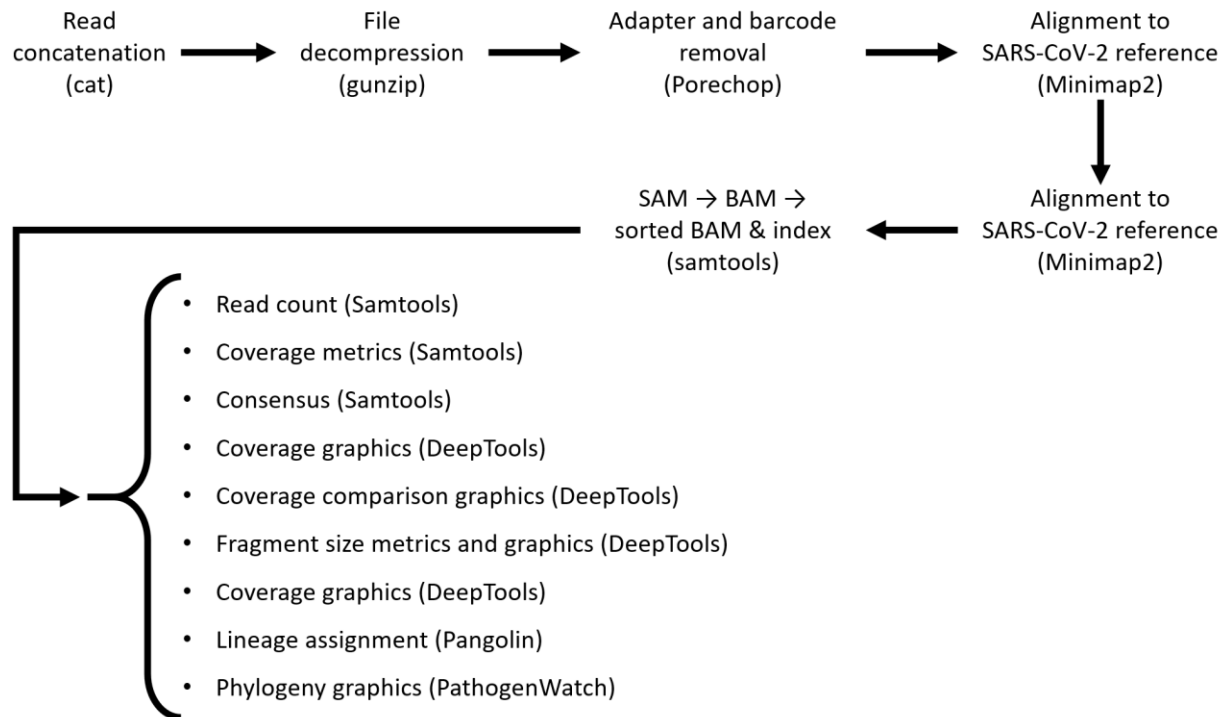 Read
concatenation
(cat)
File
decompression
(gunzip)
Adapter and barcode
removal
(Porechop)
Alignment to
SARS-CoV-2 reference
(Minimap2)
Alignment to
SARS-CoV-2 reference
(Minimap2)
SAM → BAM →
sorted BAM & index
(samtools)
• Read count (Samtools)
• Coverage metrics (Samtools)
• Consensus (Samtools)
• Coverage graphics (DeepTools)
• Coverage comparison graphics (DeepTools)
• Fragment size metrics and graphics (DeepTools)
• Coverage graphics (DeepTools)
• Lineage assignment (Pangolin)
• Phylogeny graphics (PathogenWatch)